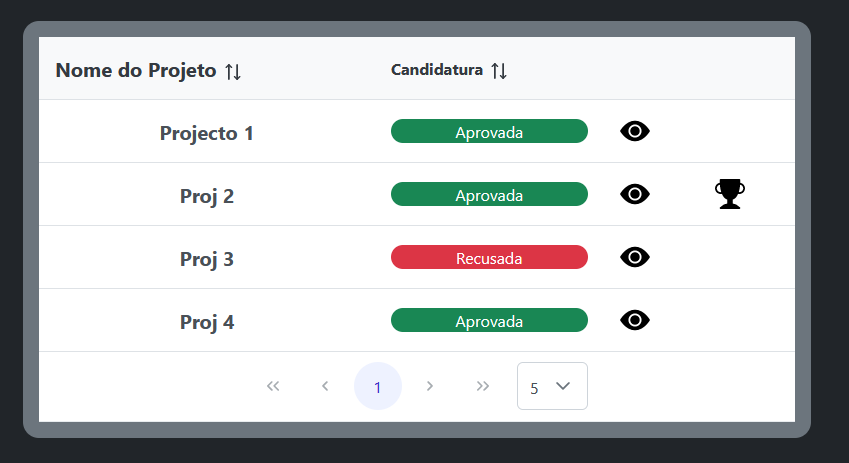 Nome do Projeto Candidatura
Projecto 1 Aprovada
Proj 2 Aprovada
Proj 3 Recusada
Proj 4 Aprovada
1 5